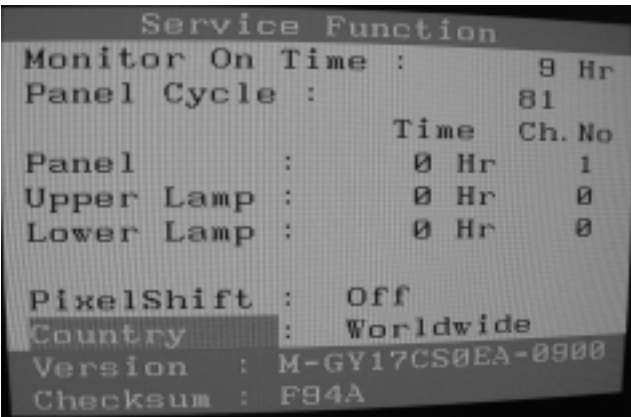 Service Function
Monitor On Time : 9 Hr
Panel Cycle : 81
Time Ch. No
Panel : 0 Hr 1
Upper Lamp : 0 Hr 0
Lower Lamp : 0 Hr 0
PixelShift : Off
Country : Worldwide
Version : M-GY17CS0EA-0900
Checksum : F94A